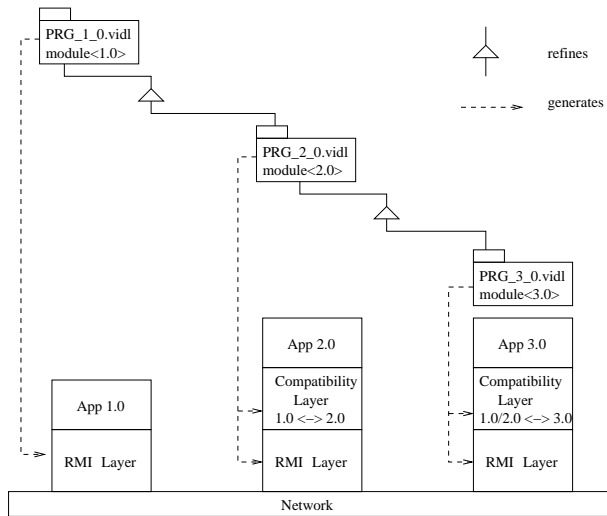 PRG_1_0.vidl
module<1.0>
refines
generates
PRG_2_0.vidl
module<2.0>
PRG_3_0.vidl
module<3.0>
App 1.0
RMI Layer
App 2.0
Compatibility
Layer
1.0 <-> 2.0
RMI Layer
App 3.0
Compatibility
Layer
1.0/2.0 <-> 3.0
RMI Layer
Network